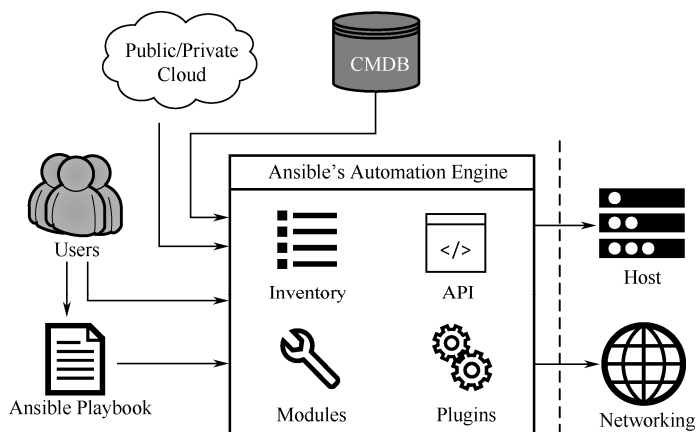 Public/Private
Cloud
CMDB
Ansible's Automation Engine
Users
Inventory
API
</>
Host
Ansible Playbook
Modules
Plugins
Networking